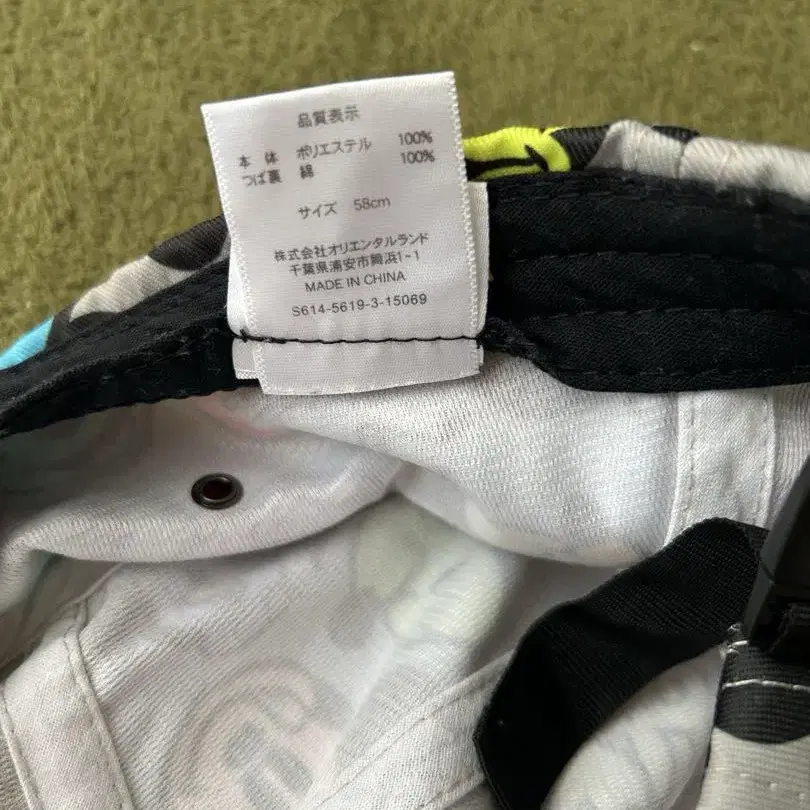 品質表示
本体 ポリエステル 100%
つば裏 綿 100%
サイズ 58cm
株式会社オリエンタルランド
千葉県浦安市舞浜1-1
MADE IN CHINA
S614-5619-3-15069